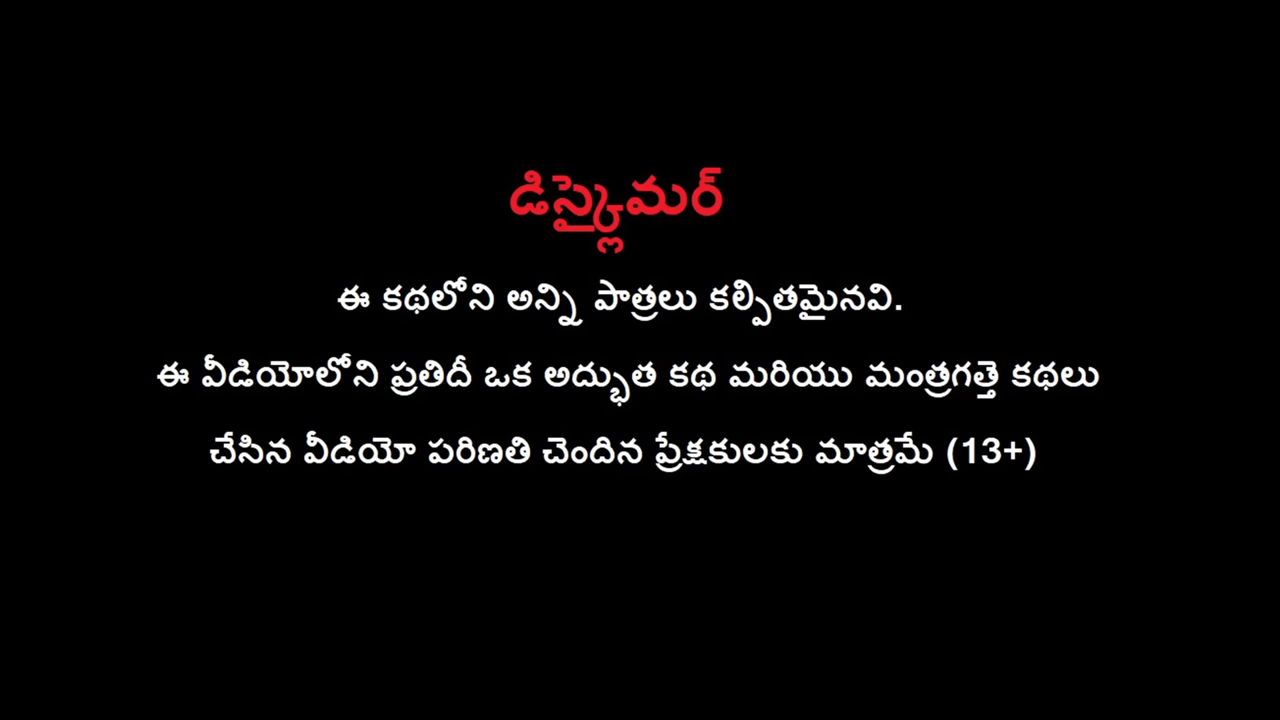 డిస్క్లైమర్
ఈ కథలోని అన్ని పాత్రలు కల్పితమైనవి.
ఈ వీడియోలోని ప్రతిదీ ఒక అద్భుత కథ మరియు మంత్రగత్తె కథలు
చేసిన వీడియో పరిణతి చెందిన ప్రేక్షకులకు మాత్రమే (13+)